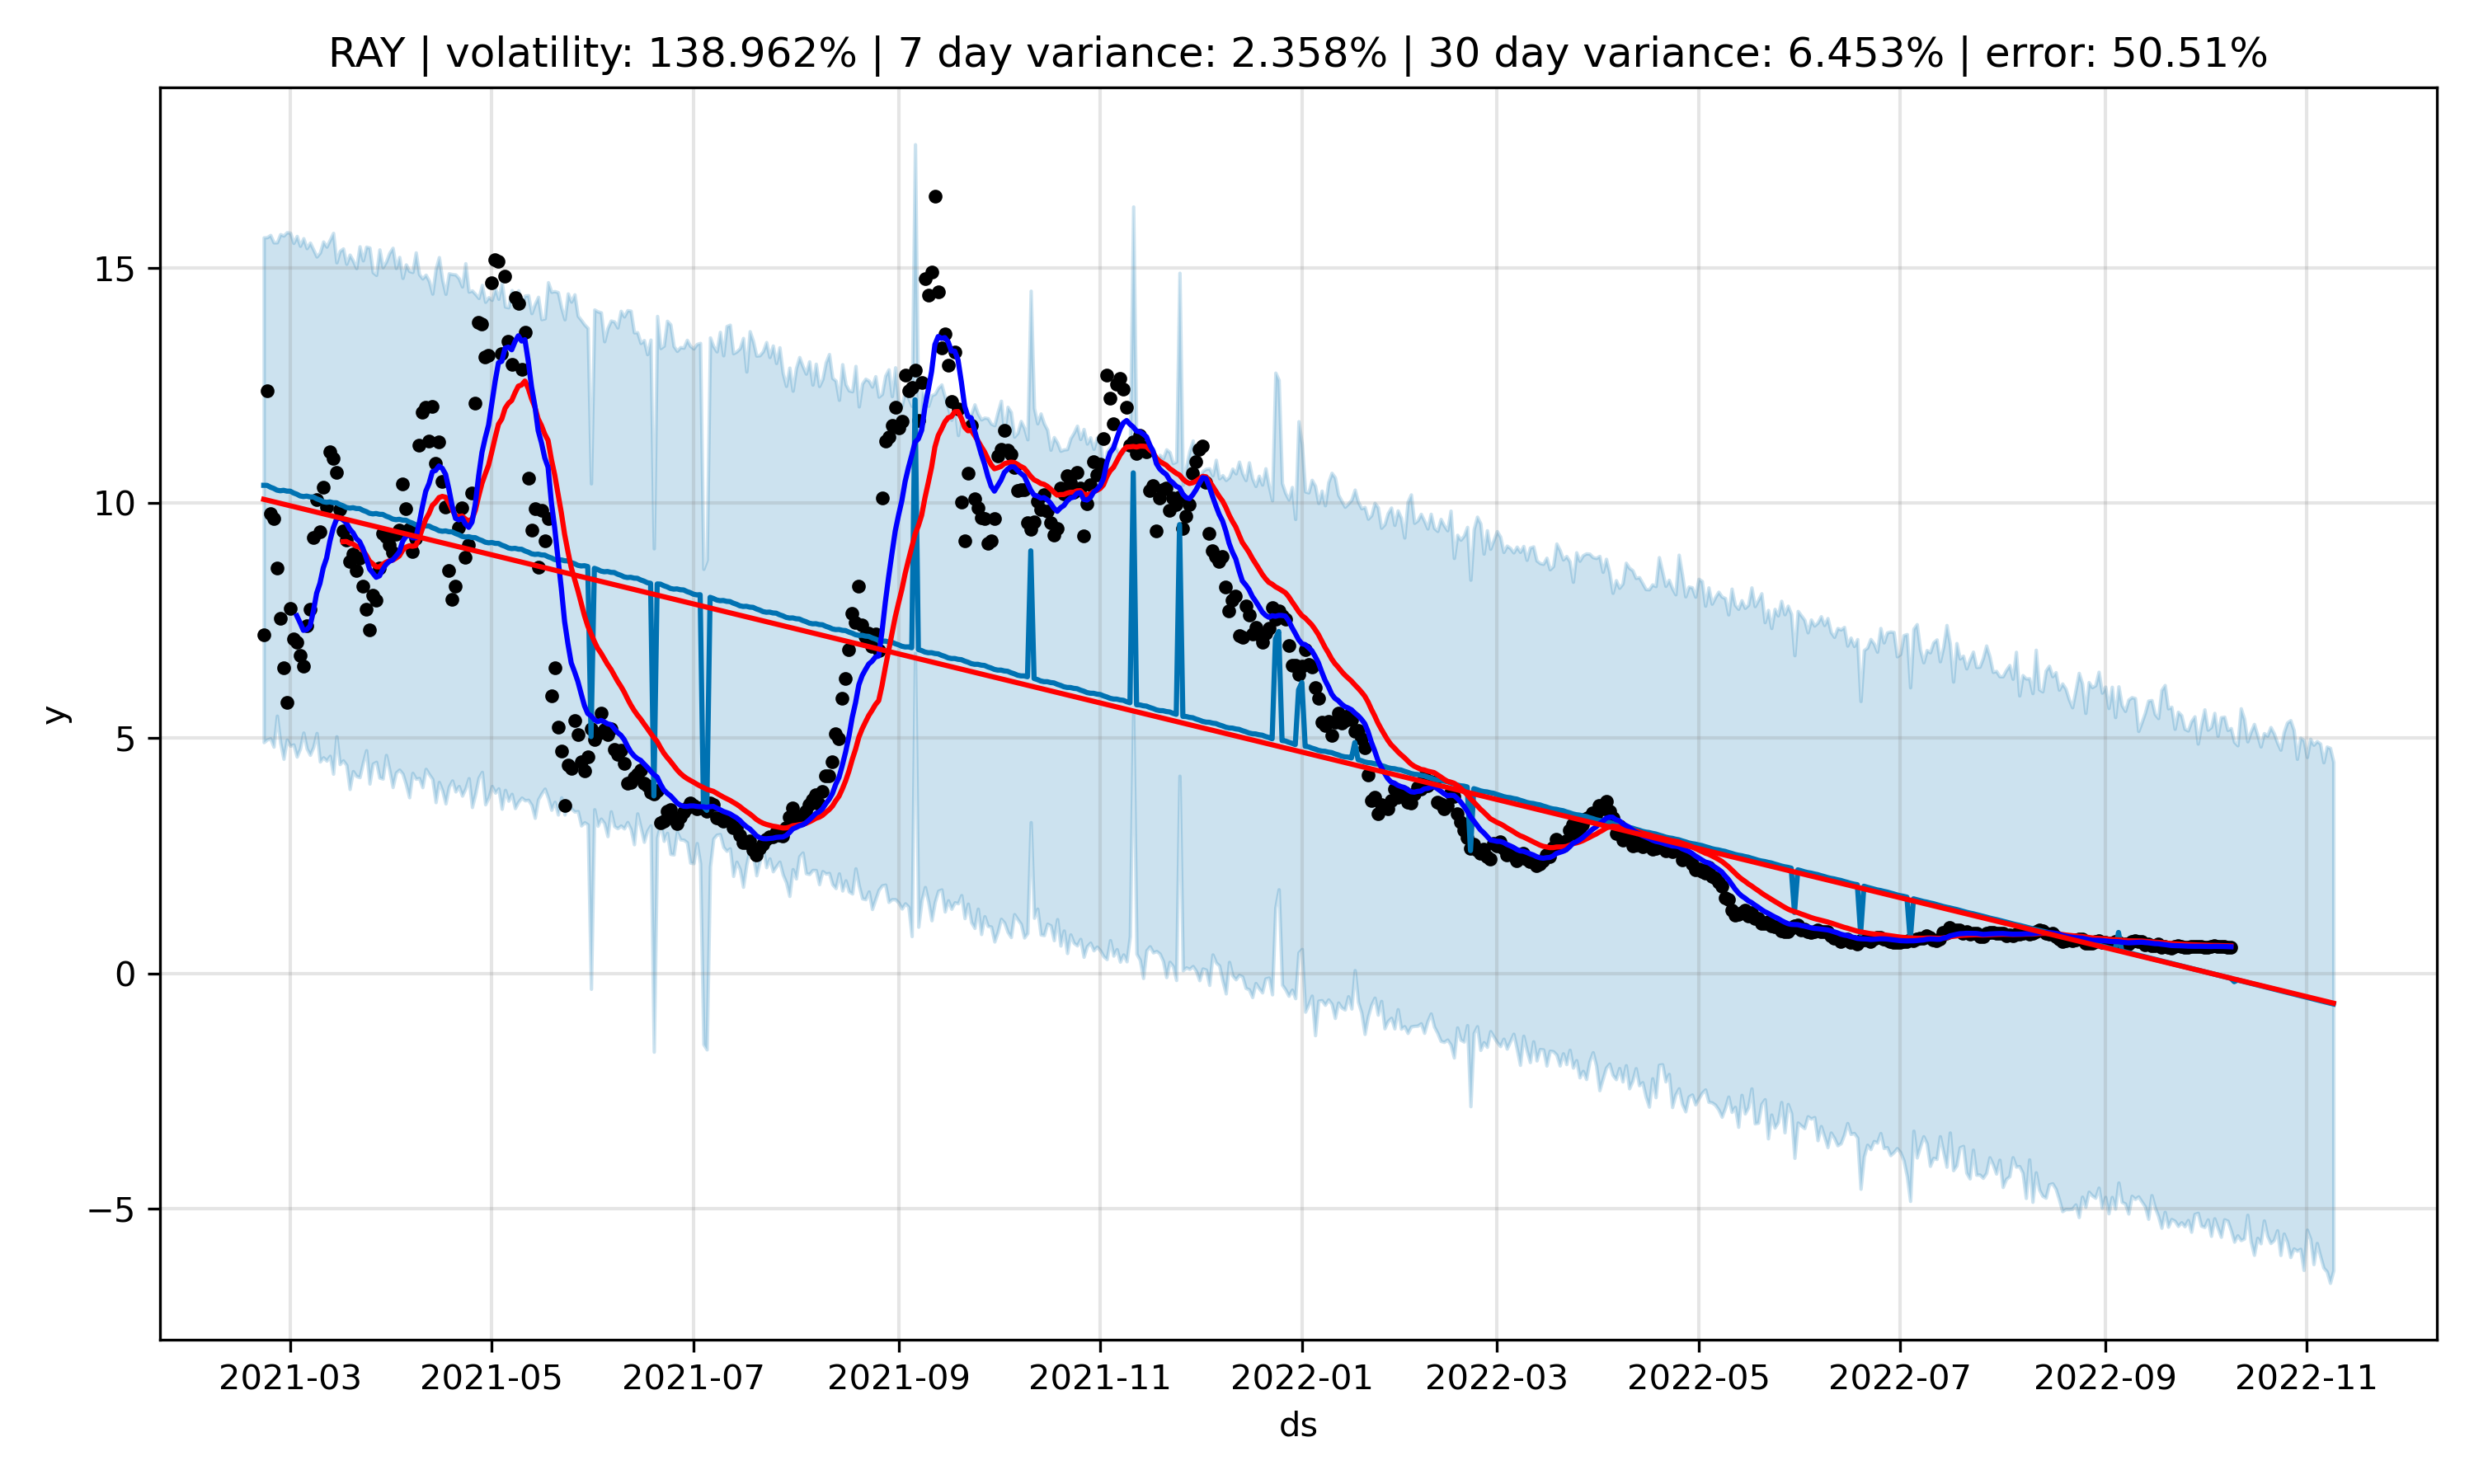 RAY | volatility: 138.962% | 7 day variance: 2.358% | 30 day variance: 6.453% | error: 50.51%
15
10
5
0
−5
y
2021-03 2021-05 2021-07 2021-09 2021-11 2022-01 2022-03 2022-05 2022-07 2022-09 2022-11
ds